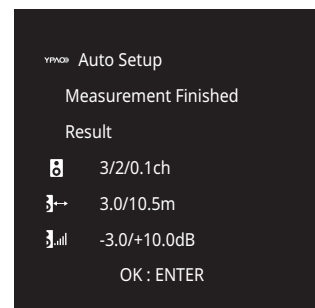 YPAO Auto Setup
Measurement Finished
Result
3/2/0.1ch
3.0/10.5m
-3.0/+10.0dB
OK : ENTER